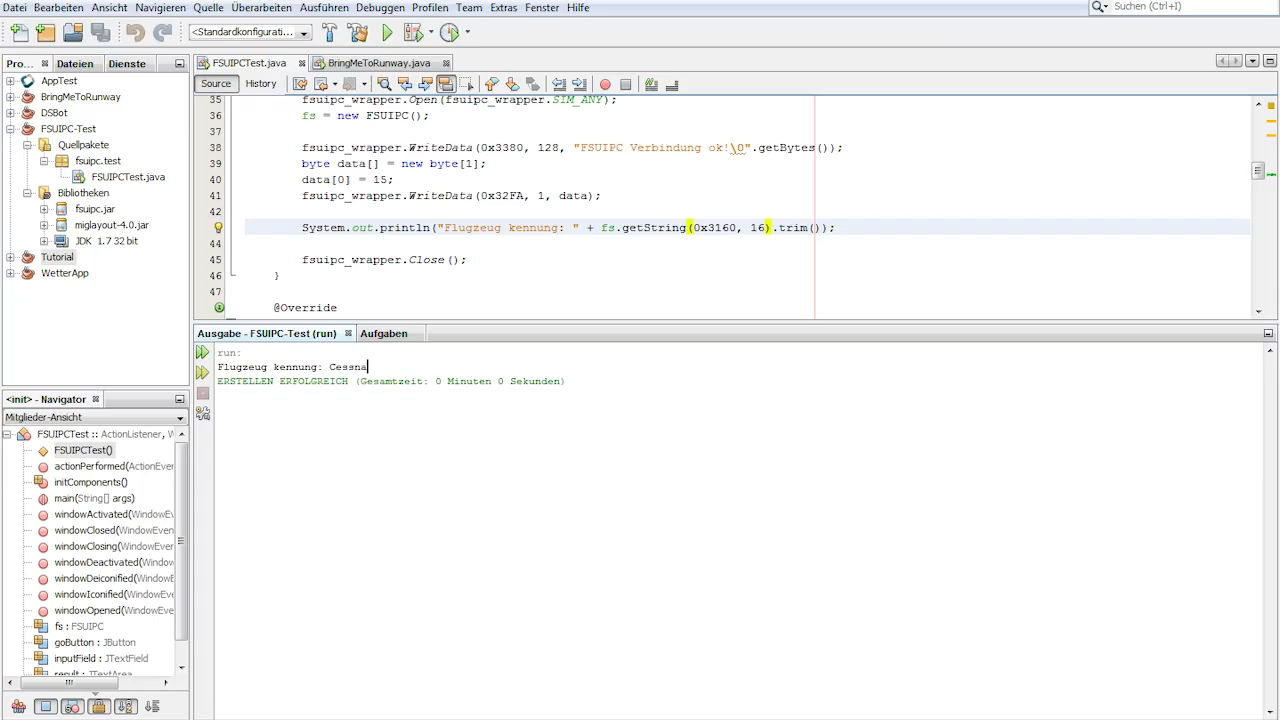 Datei Bearbeiten Ansicht Navigieren Quelle Überarbeiten Ausführen Debuggen Profilen Team Extras Fenster Hilfe
Suchen (Ctrl+I)
<Standardkonfigurati...
Pro... Dateien Dienste
AppTest
BringMeToRunway
DSBot
FSUIPC-Test
Quellpakete
fsuipc.test
FSUIPCTest.java
Bibliotheken
fsuipc.jar
miglayout-4.0.jar
JDK 1.7 32 bit
Tutorial
WetterApp
FSUIPCTest.java BringMeToRunway.java
Source History
35 fsuipc_wrapper.Open(fsuipc_wrapper.SIM_ANY);
36 fs = new FSUIPC();
37
38 fsuipc_wrapper.WriteData(0x3380, 128, "FSUIPC Verbindung ok!\0".getBytes());
39 byte data[] = new byte[1];
40 data[0] = 15;
41 fsuipc_wrapper.WriteData(0x32FA, 1, data);
42
System.out.println("Flugzeug kennung: " + fs.getString(0x3160, 16).trim());
44
45 fsuipc_wrapper.Close();
46 }
47
@Override
Ausgabe - FSUIPC-Test (run) Aufgaben
run:
Flugzeug kennung: Cessna
ERSTELLEN ERFOLGREICH (Gesamtzeit: 0 Minuten 0 Sekunden)
<init> - Navigator
Mitglieder-Ansicht
FSUIPCTest :: ActionListener, W
FSUIPCTest()
actionPerformed(ActionEver
initComponents()
main(String[] args)
windowActivated(WindowEven
windowClosed(WindowEven
windowClosing(WindowEver
windowDeactivated(Window
windowDeiconified(Window
windowIconified(WindowEve
windowOpened(WindowEve
fs : FSUIPC
goButton : JButton
inputField : JTextField
result : JTextArea